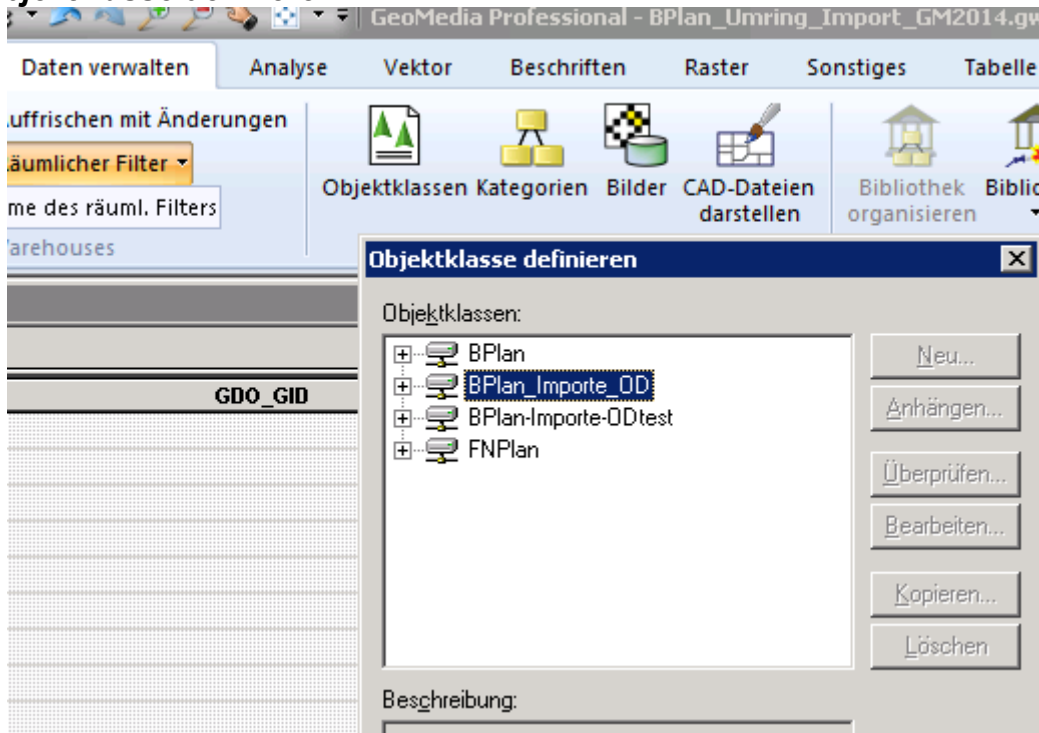 GeoMedia Professional - BPlan_Umring_Import_GM2014.gw
Daten verwalten Analyse Vektor Beschriften Raster Sonstiges Tabelle
uffrischen mit Änderungen
äumlicher Filter
me des räuml. Filters
arehouses
Objektklassen Kategorien Bilder CAD-Dateien darstellen Bibliothek organisieren Biblio
Objektklasse definieren
Objektklassen:
BPlan
BPlan_Importe_OD
BPlan-Importe-ODtest
FNPlan
Neu...
Anhängen...
Überprüfen...
Bearbeiten...
Kopieren...
Löschen
Beschreibung:
GDO_GID